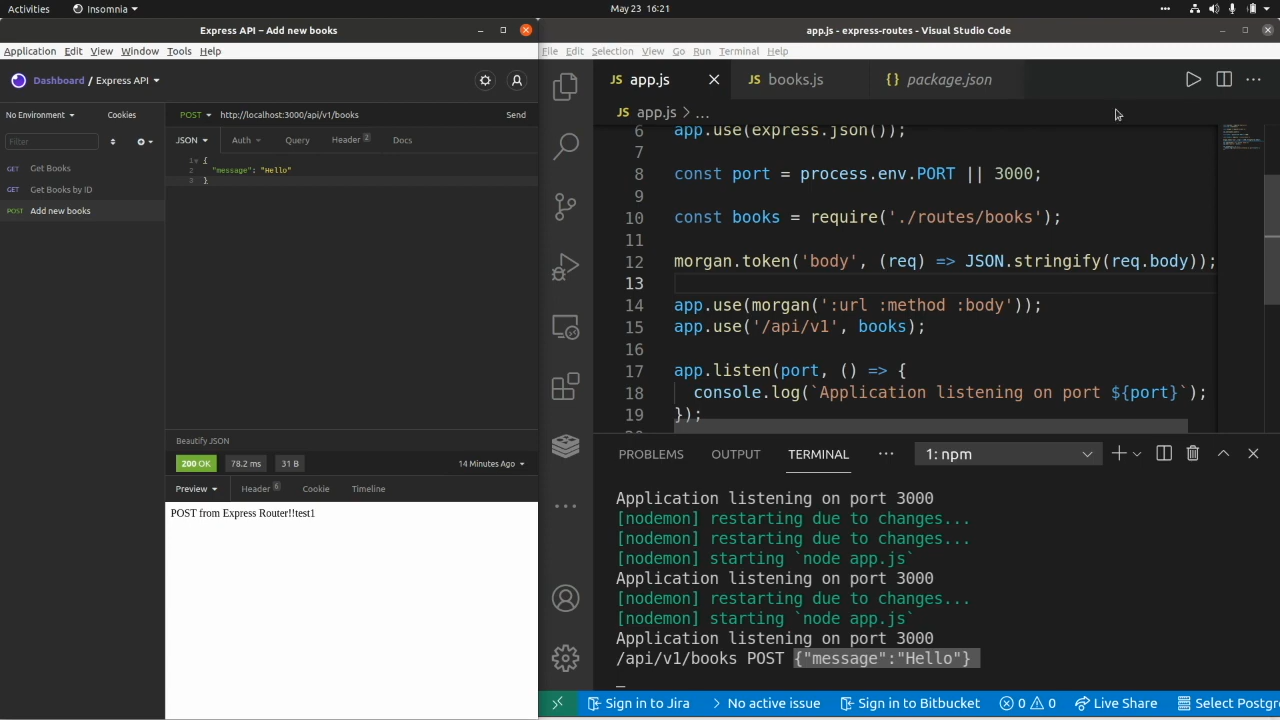 Activities
Insomnia
May 23 16:21
Express API – Add new books
Application Edit View Window Tools Help
Dashboard / Express API
No Environment
Cookies
Filter
GET Get Books
GET Get Books by ID
POST Add new books
POST http://localhost:3000/api/v1/books Send
JSON Auth Query Header 2 Docs
1 {
2 "message": "Hello"
3 }
Beautify JSON
200 OK 78.2 ms 31 B 14 Minutes Ago
Preview Header 6 Cookie Timeline
POST from Express Router!!test1
app.js - express-routes - Visual Studio Code
File Edit Selection View Go Run Terminal Help
JS app.js JS books.js {} package.json
JS app.js > ...
6 app.use(express.json());
7
8 const port = process.env.PORT || 3000;
9
10 const books = require('./routes/books');
11
12 morgan.token('body', (req) => JSON.stringify(req.body));
13
14 app.use(morgan(':url :method :body'));
15 app.use('/api/v1', books);
16
17 app.listen(port, () => {
18 console.log(`Application listening on port ${port}`);
19 });
PROBLEMS OUTPUT TERMINAL ... 1: npm
Application listening on port 3000
[nodemon] restarting due to changes...
[nodemon] restarting due to changes...
[nodemon] starting `node app.js`
Application listening on port 3000
[nodemon] restarting due to changes...
[nodemon] starting `node app.js`
Application listening on port 3000
/api/v1/books POST {"message":"Hello"}
Sign in to Jira No active issue Sign in to Bitbucket 0 0 Live Share Select Postgr